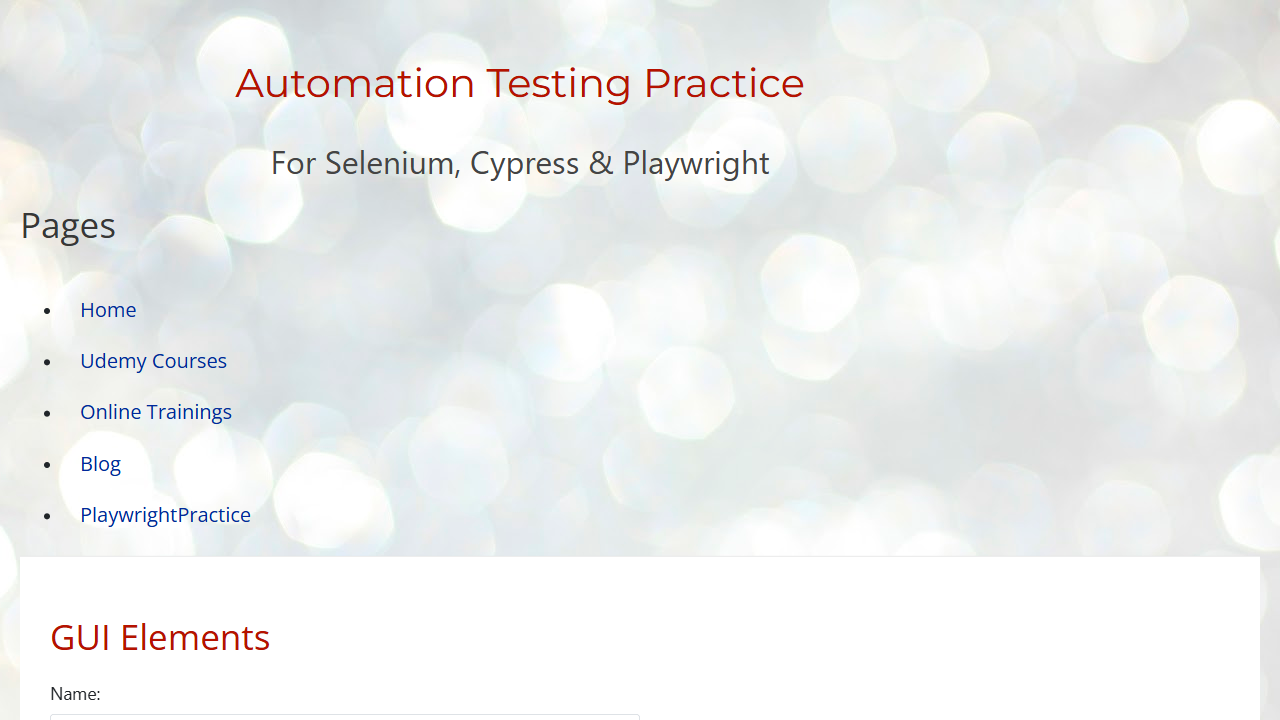 Automation Testing Practice
For Selenium, Cypress & Playwright
Pages
Home
Udemy Courses
Online Trainings
Blog
PlaywrightPractice
GUI Elements
Name: